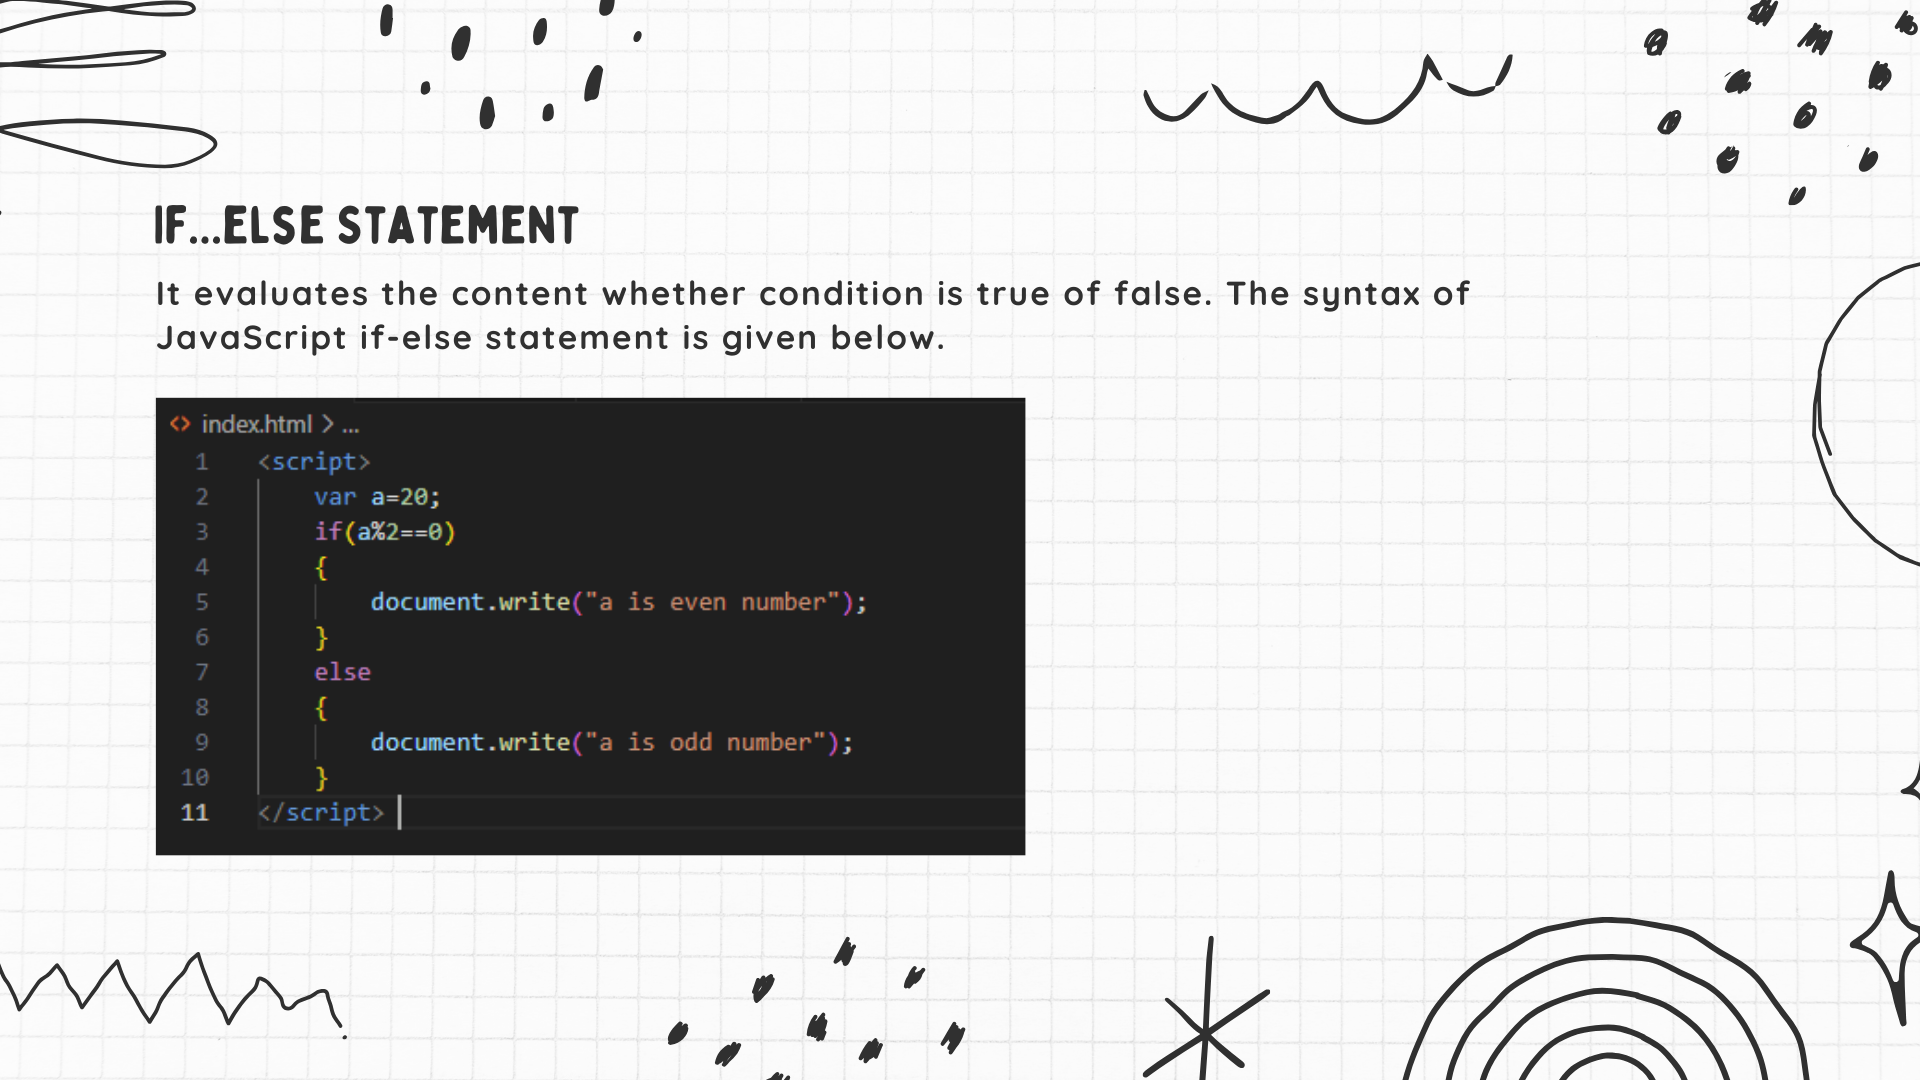 IF...ELSE STATEMENT
It evaluates the content whether condition is true of false. The syntax of
JavaScript if-else statement is given below.
<> index.html > ...
1 <script>
2 var a=20;
3 if(a%2==0)
4 {
5 document.write("a is even number");
6 }
7 else
8 {
9 document.write("a is odd number");
10 }
11 </script>